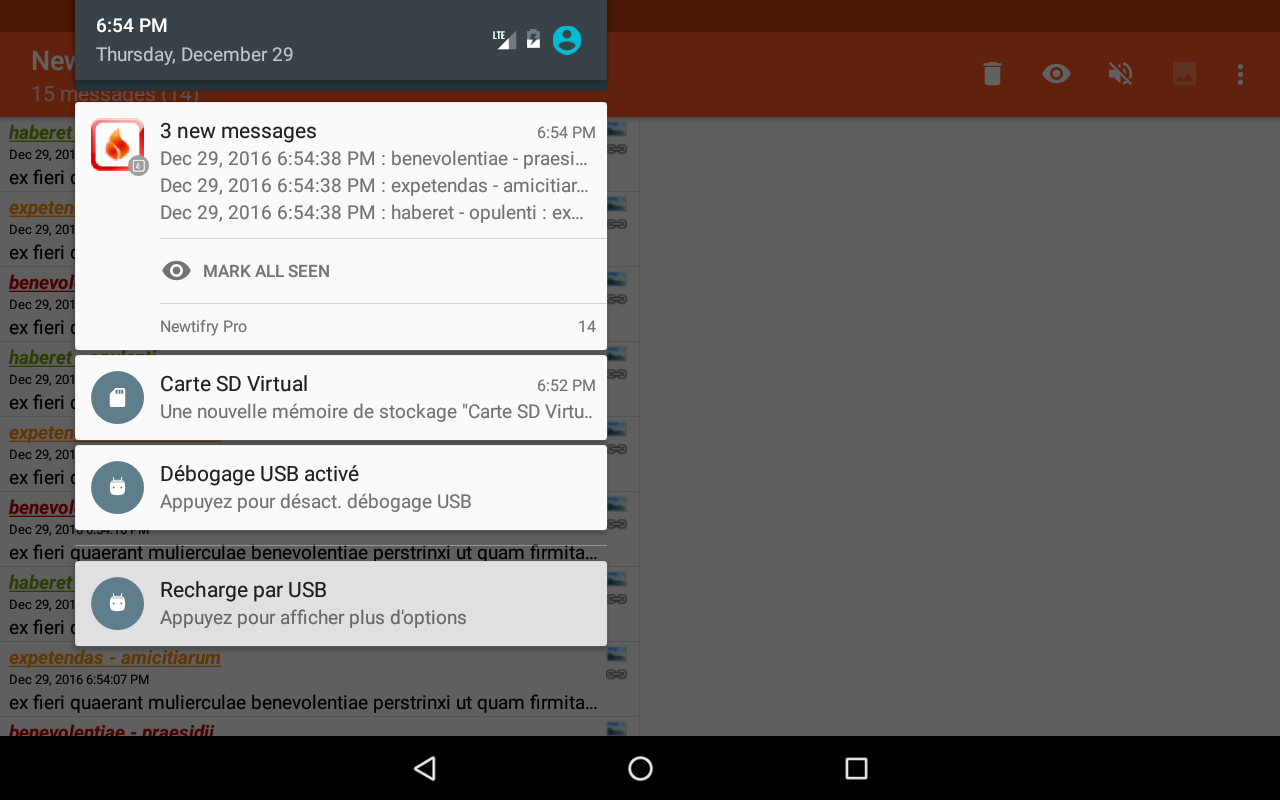 6:54 PM
Thursday, December 29
LTE
15 messages (14)
3 new messages 6:54 PM
Dec 29, 2016 6:54:38 PM : benevolentiae - praesi...
Dec 29, 2016 6:54:38 PM : expetendas - amicitiar...
Dec 29, 2016 6:54:38 PM : haberet - opulenti : ex...
MARK ALL SEEN
Newtifry Pro 14
Carte SD Virtual 6:52 PM
Une nouvelle mémoire de stockage "Carte SD Virtu..
Débogage USB activé
Appuyez pour désact. débogage USB
Recharge par USB
Appuyez pour afficher plus d'options
haberet
Dec 29, 201
ex fieri
Dec 29, 201
ex fieri
Dec 29, 201
ex fieri
haberet - opulenti
Dec 29, 201
ex fieri
Dec 29, 201
ex fieri
Dec 29, 2016 6:54:10 PM
ex fieri quaerant mulierculae benevolentiae perstrinxi ut quam firmita...
haberet
Dec 29, 201
ex fieri
expetendas - amicitiarum
Dec 29, 2016 6:54:07 PM
ex fieri quaerant mulierculae benevolentiae perstrinxi ut quam firmita...
benevolentiae - praesidii